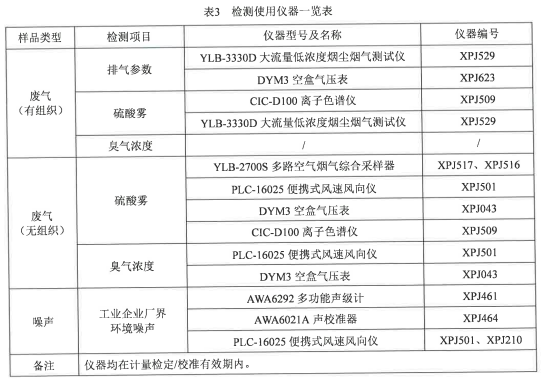 表3 检测使用仪器一览表
样品类型 检测项目 仪器型号及名称 仪器编号
废气（有组织） 排气参数 YLB-3330D 大流量低浓度烟尘烟气测试仪 XPJ529
DYM3 空盒气压表 XPJ623
硫酸雾 CIC-D100 离子色谱仪 XPJ509
YLB-3330D 大流量低浓度烟尘烟气测试仪 XPJ529
臭气浓度 / /
废气（无组织） 硫酸雾 YLB-2700S 多路空气烟气综合采样器 XPJ517、XPJ516
PLC-16025 便携式风速风向仪 XPJ501
DYM3 空盒气压表 XPJ043
CIC-D100 离子色谱仪 XPJ509
臭气浓度 PLC-16025 便携式风速风向仪 XPJ501
DYM3 空盒气压表 XPJ043
噪声 工业企业厂界环境噪声 AWA6292 多功能声级计 XPJ461
AWA6021A 声校准器 XPJ464
PLC-16025 便携式风速风向仪 XPJ501、XPJ210
备注 仪器均在计量检定/校准有效期内。